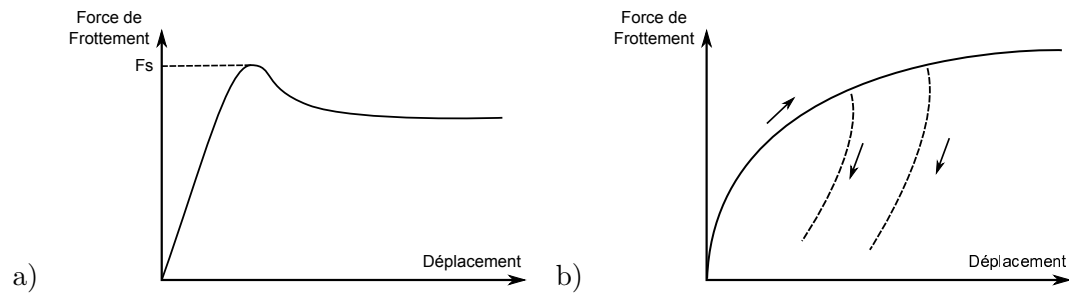 Force de
Frottement
Fs
Déplacement
a)
Force de
Frottement
Déplacement
b)